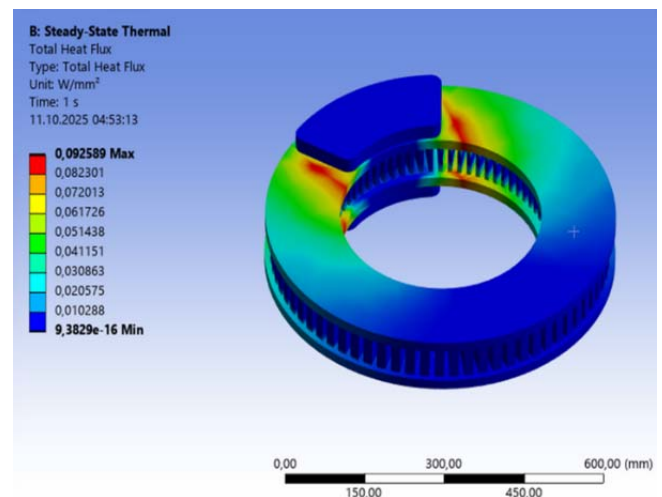 B: Steady-State Thermal
Total Heat Flux
Type: Total Heat Flux
Unit: W/mm²
Time: 1 s
11.10.2025 04:53:13
0,092589 Max
0,082301
0,072013
0,061726
0,051438
0,041151
0,030863
0,020575
0,010288
9,3829e-16 Min
0,00 300,00 600,00 (mm)
150,00 450,00